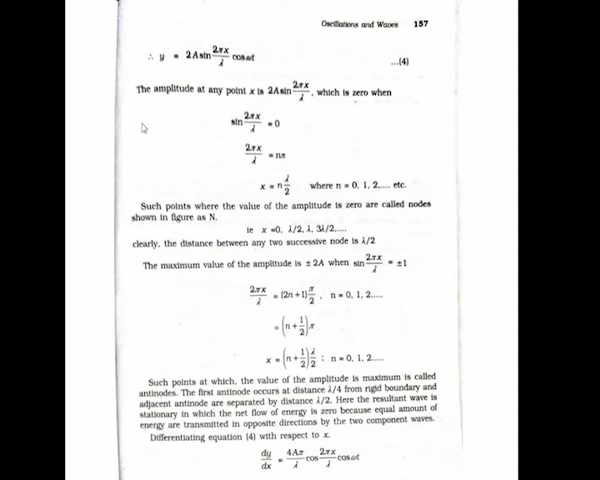 Oscillations and Waves 157
∴ y = 2A sin 2πx/λ cos ωt ...(4)
The amplitude at any point x is 2A sin 2πx/λ, which is zero when
sin 2πx/λ = 0
2πx/λ = nπ
x = n λ/2 where n = 0, 1, 2,.... etc.
Such points where the value of the amplitude is zero are called nodes
shown in figure as N.
ie x =0, λ/2, λ, 3λ/2.....
clearly, the distance between any two successive node is λ/2
The maximum value of the amplitude is ± 2A when sin 2πx/λ = ±1
2πx/λ = (2n+1) π/2 , n = 0, 1, 2.....
= (n + 1/2) π
x = (n + 1/2) λ/2 ; n = 0, 1, 2....
Such points at which, the value of the amplitude is maximum is called
antinodes. The first antinode occurs at distance λ/4 from rigid boundary and
adjacent antinode are separated by distance λ/2. Here the resultant wave is
stationary in which the net flow of energy is zero because equal amount of
energy are transmitted in opposite directions by the two component waves.
Differentiating equation (4) with respect to x.
dy/dx = 4Aπ/λ cos 2πx/λ cos ωt